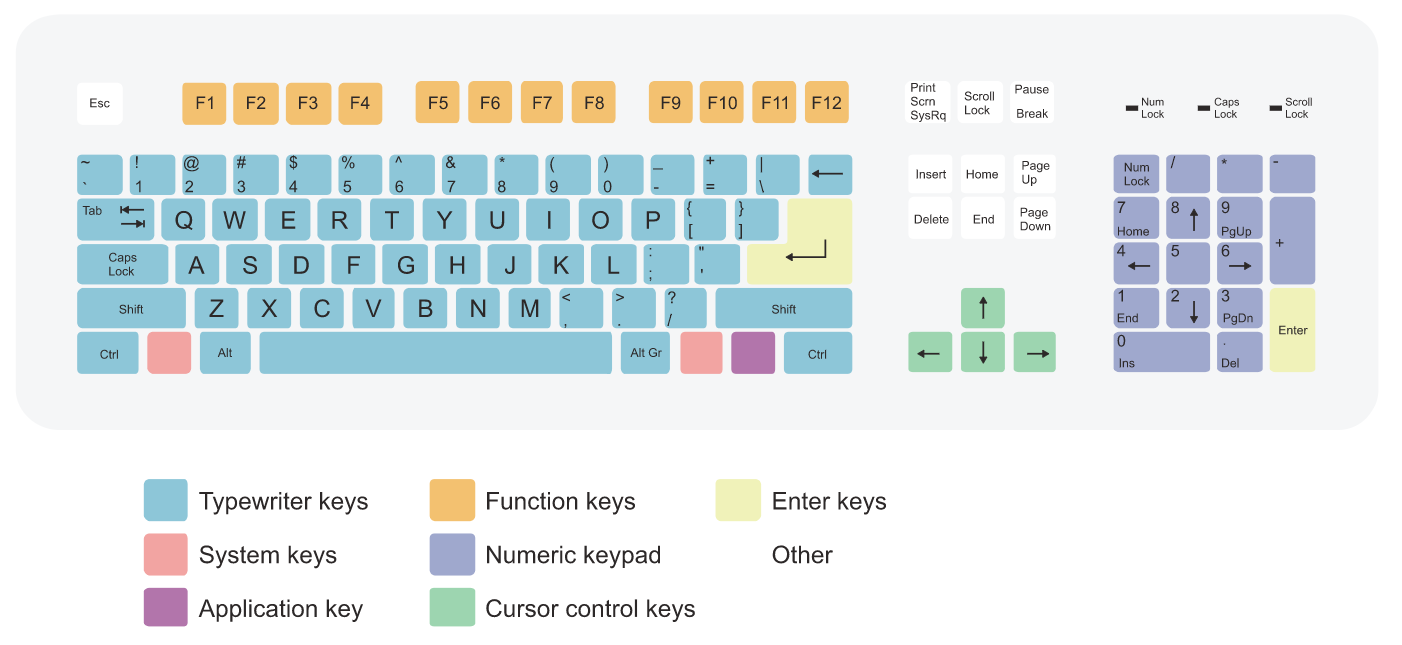 Esc F1 F2 F3 F4 F5 F6 F7 F8 F9 F10 F11 F12
Print
Scrn
SysRq
Scroll
Lock
Pause
Break
Num
Lock
Caps
Lock
Scroll
Lock
~ ! @ # $ % ^ & * ( ) _ + |
` 1 2 3 4 5 6 7 8 9 0 - = \ ←
Insert Home Page
Up
Num
Lock
/ * -
Tab Q W E R T Y U I O P { }
[ ]
Delete End Page
Down
7 8 ↑ 9
Home PgUp
+
Caps
Lock
A S D F G H J K L : "
; '
4 ← 5 6 →
Shift Z X C V B N M < > ? Shift
, . /
↑
1 2 ↓ 3
End PgDn
Enter
Ctrl Alt Alt Gr Ctrl
← ↓ →
0 .
Ins Del
Typewriter keys Function keys Enter keys
System keys Numeric keypad Other
Application key Cursor control keys